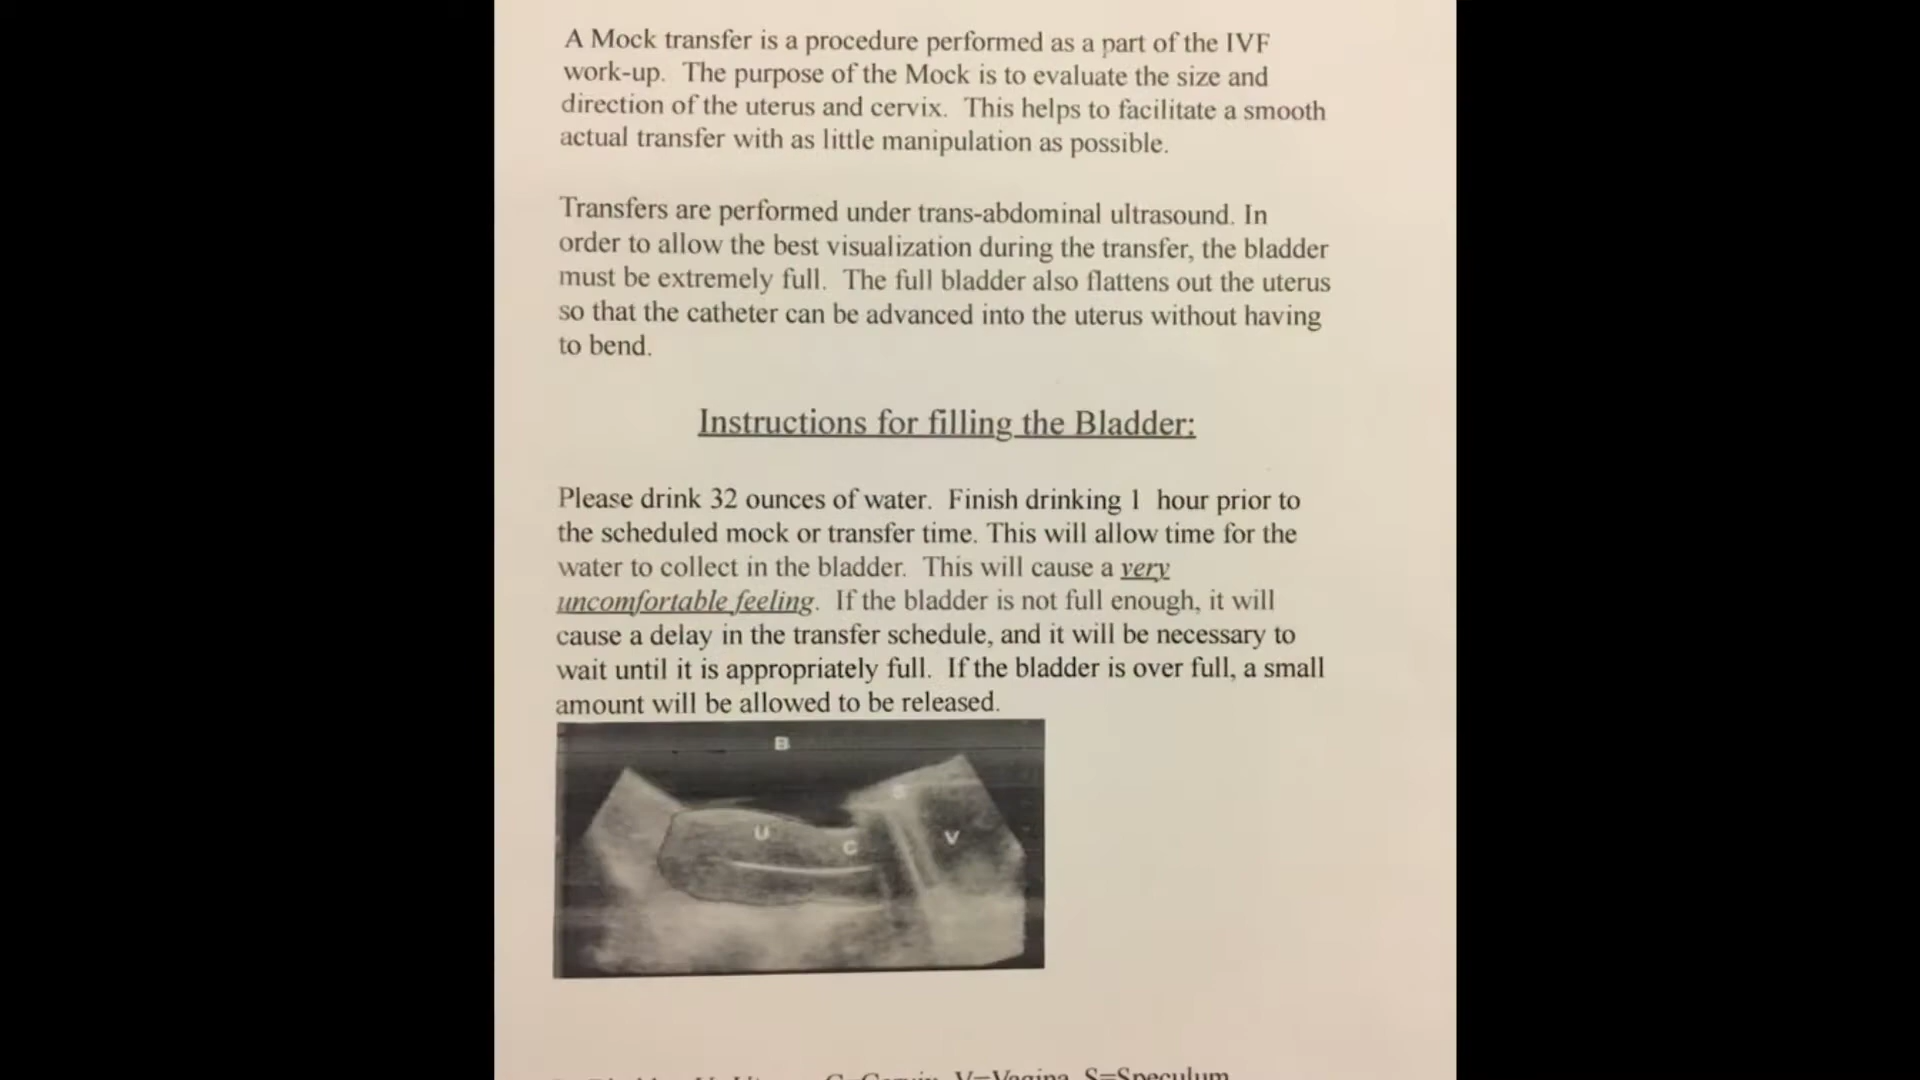 A Mock transfer is a procedure performed as a part of the IVF
work-up. The purpose of the Mock is to evaluate the size and
direction of the uterus and cervix. This helps to facilitate a smooth
actual transfer with as little manipulation as possible.
Transfers are performed under trans-abdominal ultrasound. In
order to allow the best visualization during the transfer, the bladder
must be extremely full. The full bladder also flattens out the uterus
so that the catheter can be advanced into the uterus without having
to bend.
Instructions for filling the Bladder:
Please drink 32 ounces of water. Finish drinking 1 hour prior to
the scheduled mock or transfer time. This will allow time for the
water to collect in the bladder. This will cause a very
uncomfortable feeling. If the bladder is not full enough, it will
cause a delay in the transfer schedule, and it will be necessary to
wait until it is appropriately full. If the bladder is over full, a small
amount will be allowed to be released.
B
S
U
C
V
C=Cervix, V=Vagina, S=Speculum